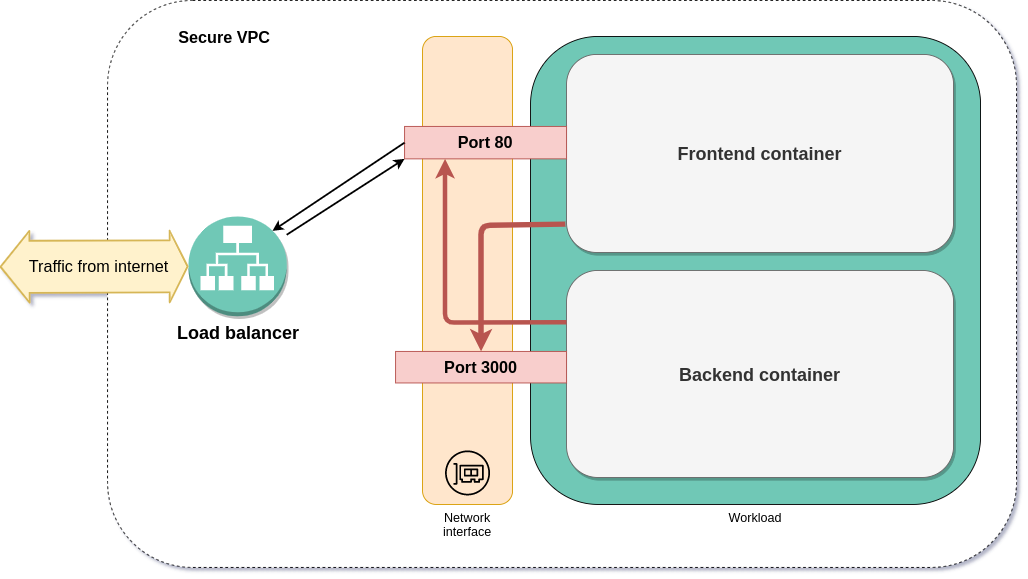 Secure VPC
Port 80
Frontend container
Traffic from internet
Load balancer
Port 3000
Backend container
Network
interface
Workload